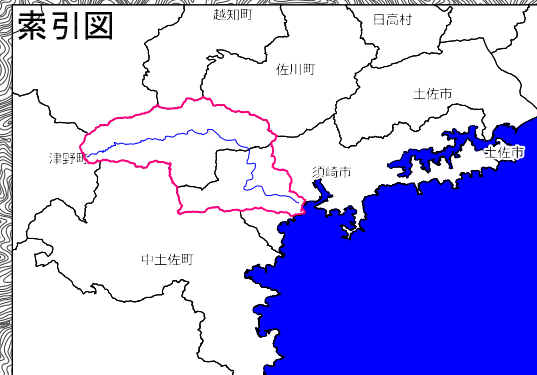 索引図
越知町
日高村
佐川町
土佐市
土佐市
津野町
須崎市
中土佐町